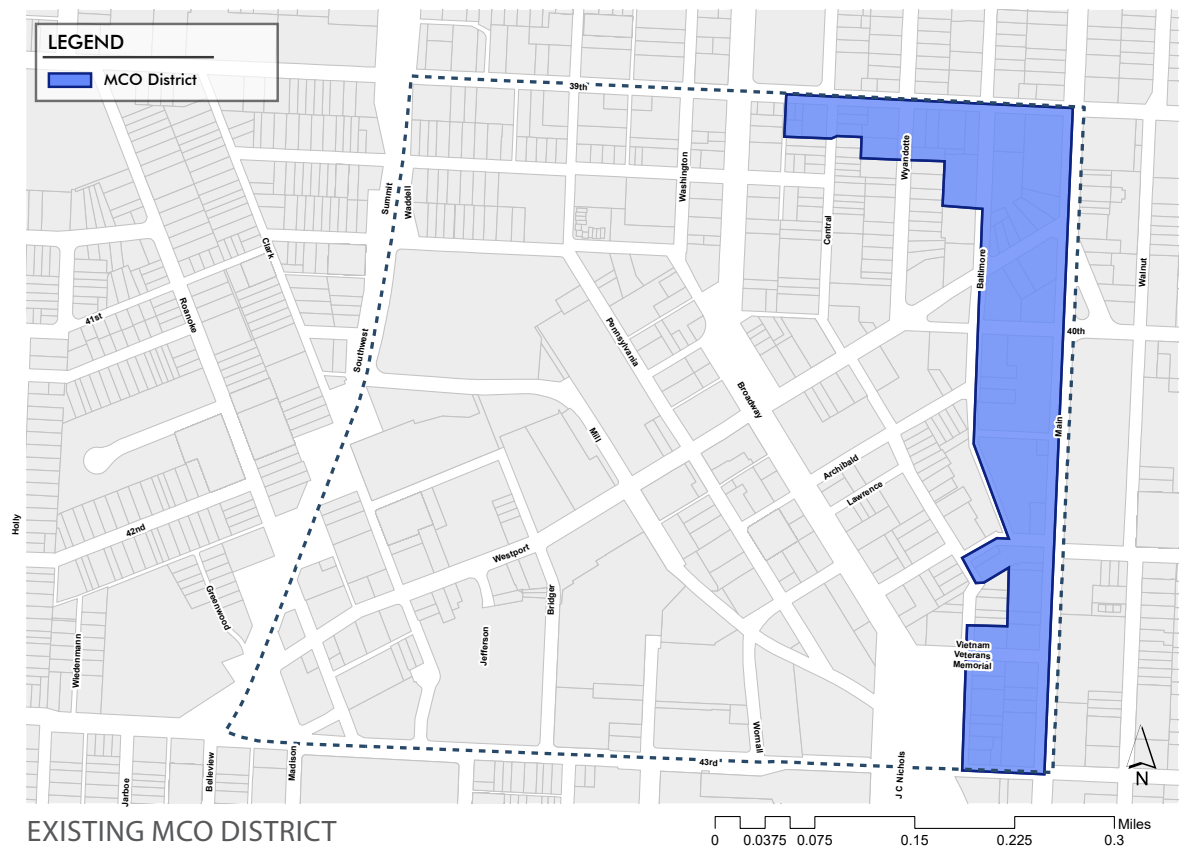 LEGEND
MCO District
39th
Washington
Wyandotte
Summit
Waddell
Central
Clark
Baltimore
Walnut
Roanoke
41st
Southwest
Pennsylvania
40th
Broadway
Main
Mill
Archibald
Lawrence
Holly
42nd
Westport
Greenwood
Bridger
Jefferson
Wiedenmann
Vietnam
Veterans
Memorial
Wornall
43rd
J C Nichols
Madison
Belleview
Jarboe
N
EXISTING MCO DISTRICT
Miles
0 0.0375 0.075 0.15 0.225 0.3